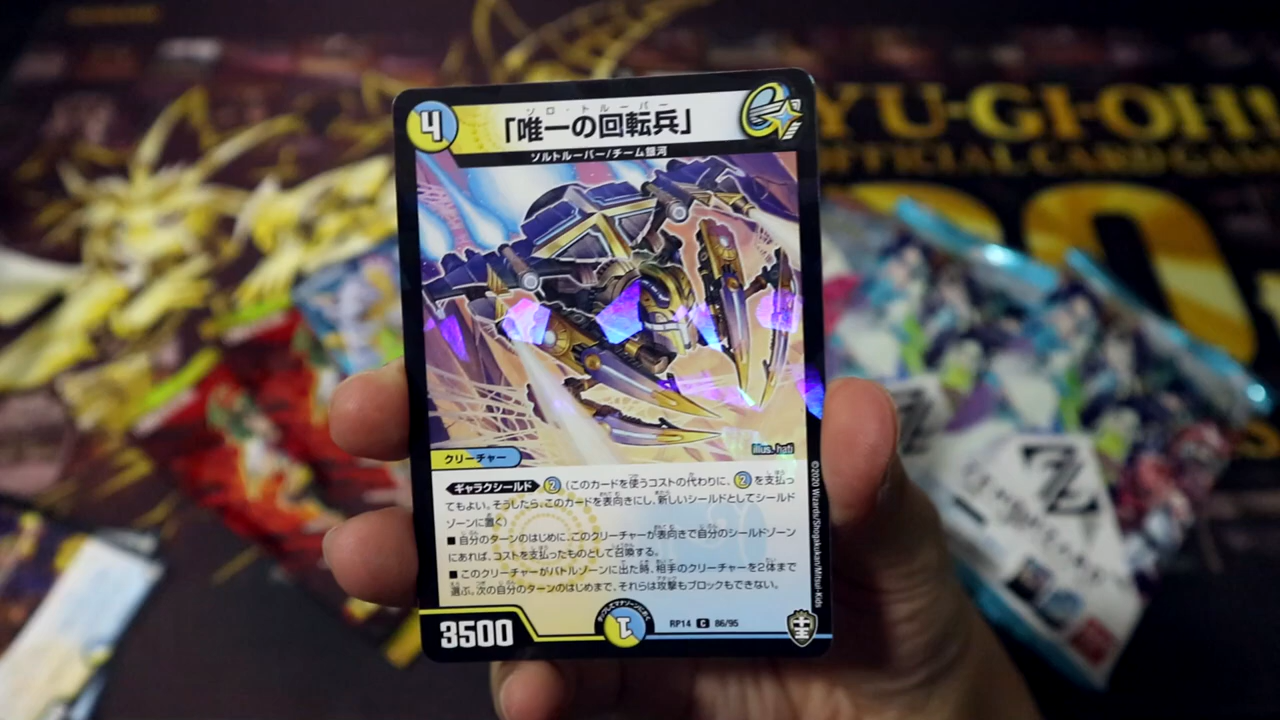 ソロ・トルーパー
4
「唯一の回転兵」
ソルトルーパー/チーム銀河
YU-GI-OH!
OFFICIAL CARD GAME
illus. hati
クリーチャー
ギャラクシールド 2 (このカードを使うコストの代わりに、2を支払っ
てもよい。そうしたら、このカードを表向きにし、新しいシールドとしてシールド
ゾーンに置く)
■ 自分のターンのはじめに、このクリーチャーが表向きで自分のシールドゾーン
にあれば、コストを支払ったものとして召喚する。
■ このクリーチャーがバトルゾーンに出た時、相手のクリーチャーを2体まで
選ぶ。次の自分のターンのはじめまで、それらは攻撃もブロックもできない。
©2020 Wizards/Shogakukan/Mitsui-Kids
3500
1
RP14 C 86/95